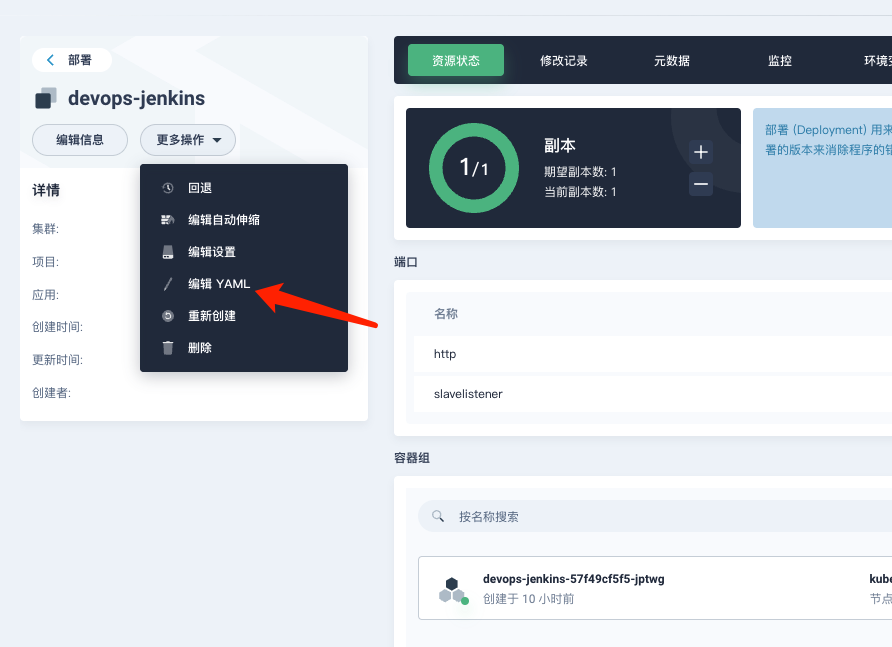 部署
devops-jenkins
编辑信息
更多操作
回退
编辑自动伸缩
编辑设置
编辑 YAML
重新创建
删除
详情
集群:
项目:
应用:
创建时间:
更新时间:
创建者:
资源状态
修改记录
元数据
监控
环境
1/1
副本
期望副本数: 1
当前副本数: 1
部署 (Deployment) 用来
署的版本来消除程序的错
端口
名称
http
slavelistener
容器组
按名称搜索
devops-jenkins-57f49cf5f5-jptwg
创建于 10 小时前
kube
节点